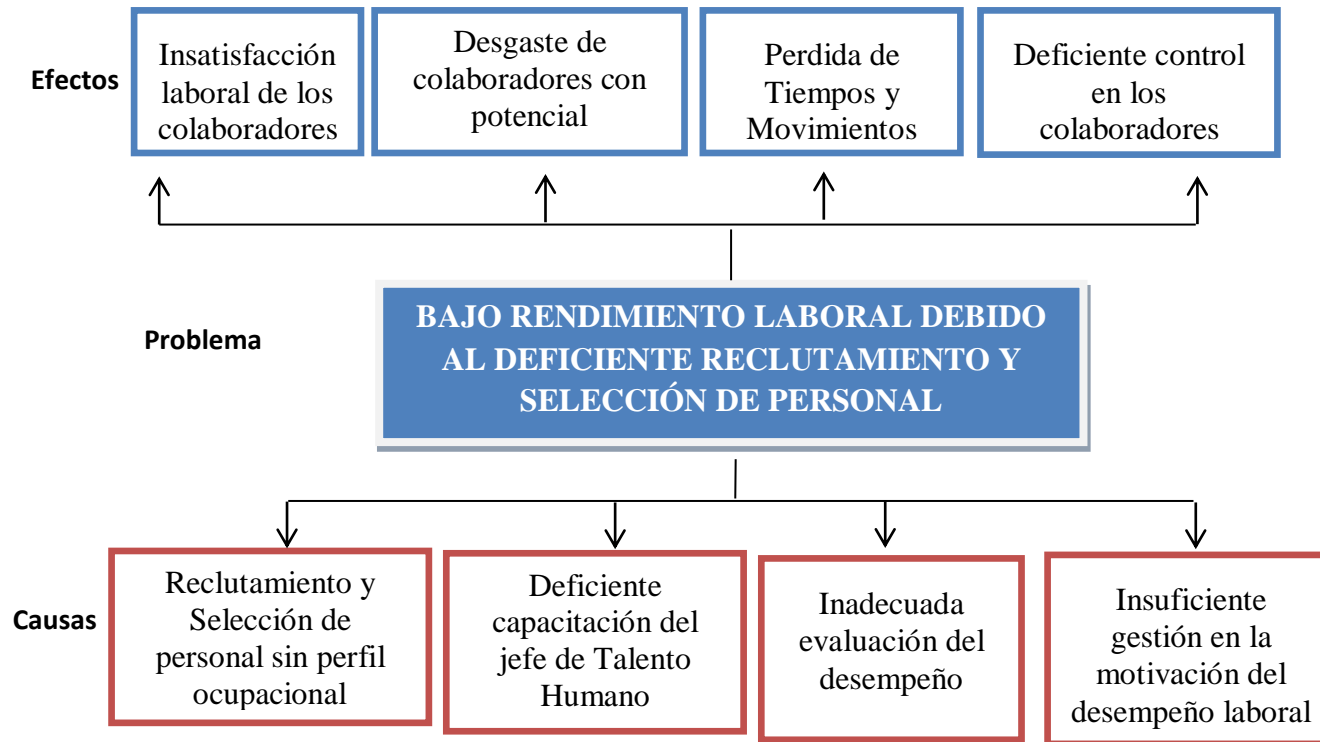 Efectos
Insatisfacción
laboral de los
colaboradores
Desgaste de
colaboradores con
potencial
Perdida de
Tiempos y
Movimientos
Deficiente control
en los
colaboradores
Problema
BAJO RENDIMIENTO LABORAL DEBIDO
AL DEFICIENTE RECLUTAMIENTO Y
SELECCIÓN DE PERSONAL
Causas
Reclutamiento y
Selección de
personal sin perfil
ocupacional
Deficiente
capacitación del
jefe de Talento
Humano
Inadecuada
evaluación del
desempeño
Insuficiente
gestión en la
motivación del
desempeño laboral